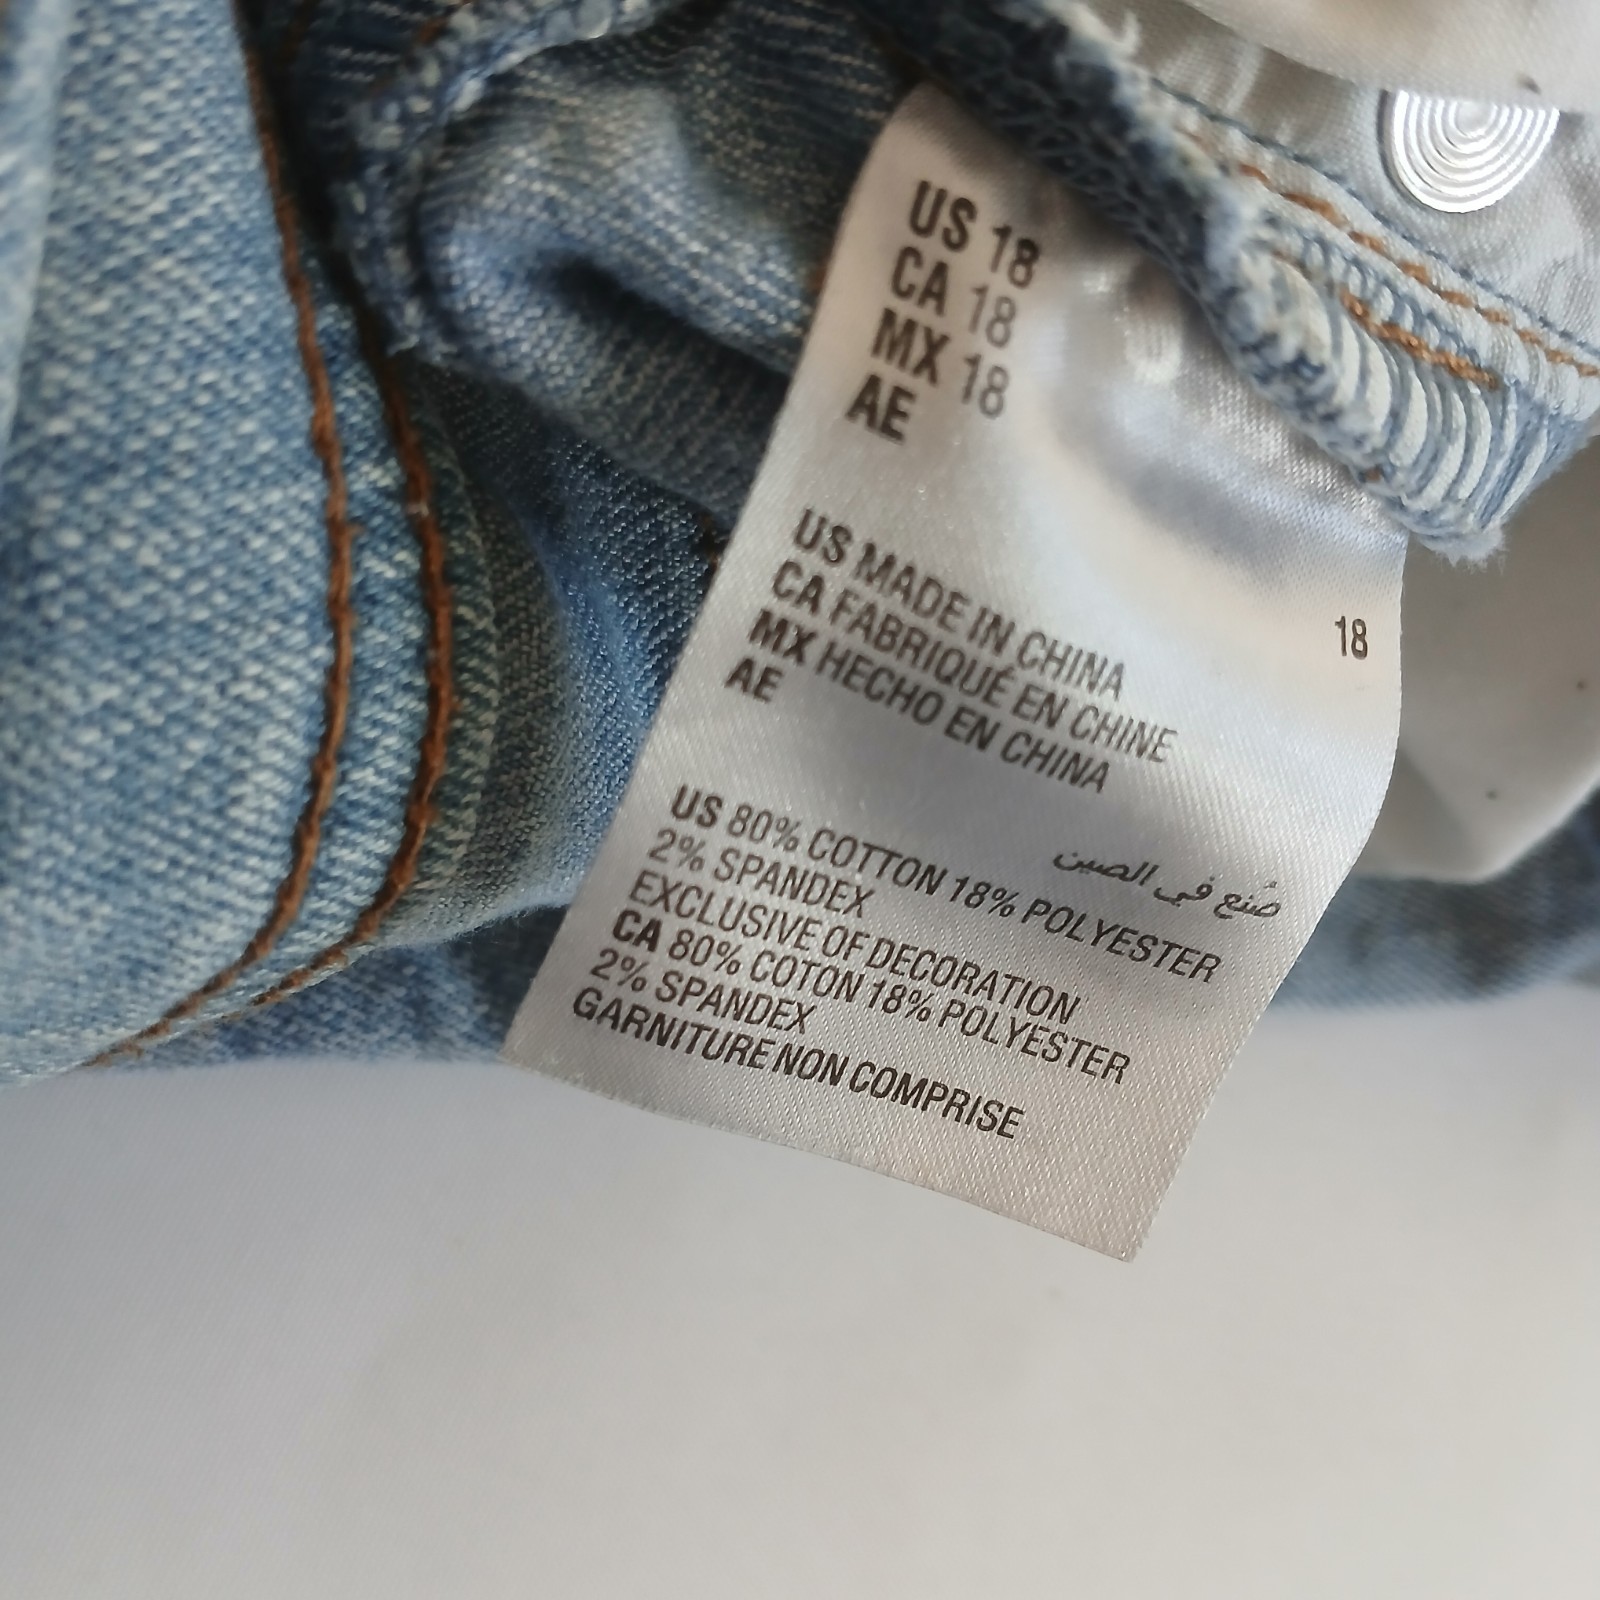 US 18
CA 18
MX 18
AE
18
US MADE IN CHINA
CA FABRIQUÉ EN CHINE
MX HECHO EN CHINA
AE
صُنع في الصين
US 80% COTTON 18% POLYESTER
2% SPANDEX
EXCLUSIVE OF DECORATION
CA 80% COTON 18% POLYESTER
2% SPANDEX
GARNITURE NON COMPRISE